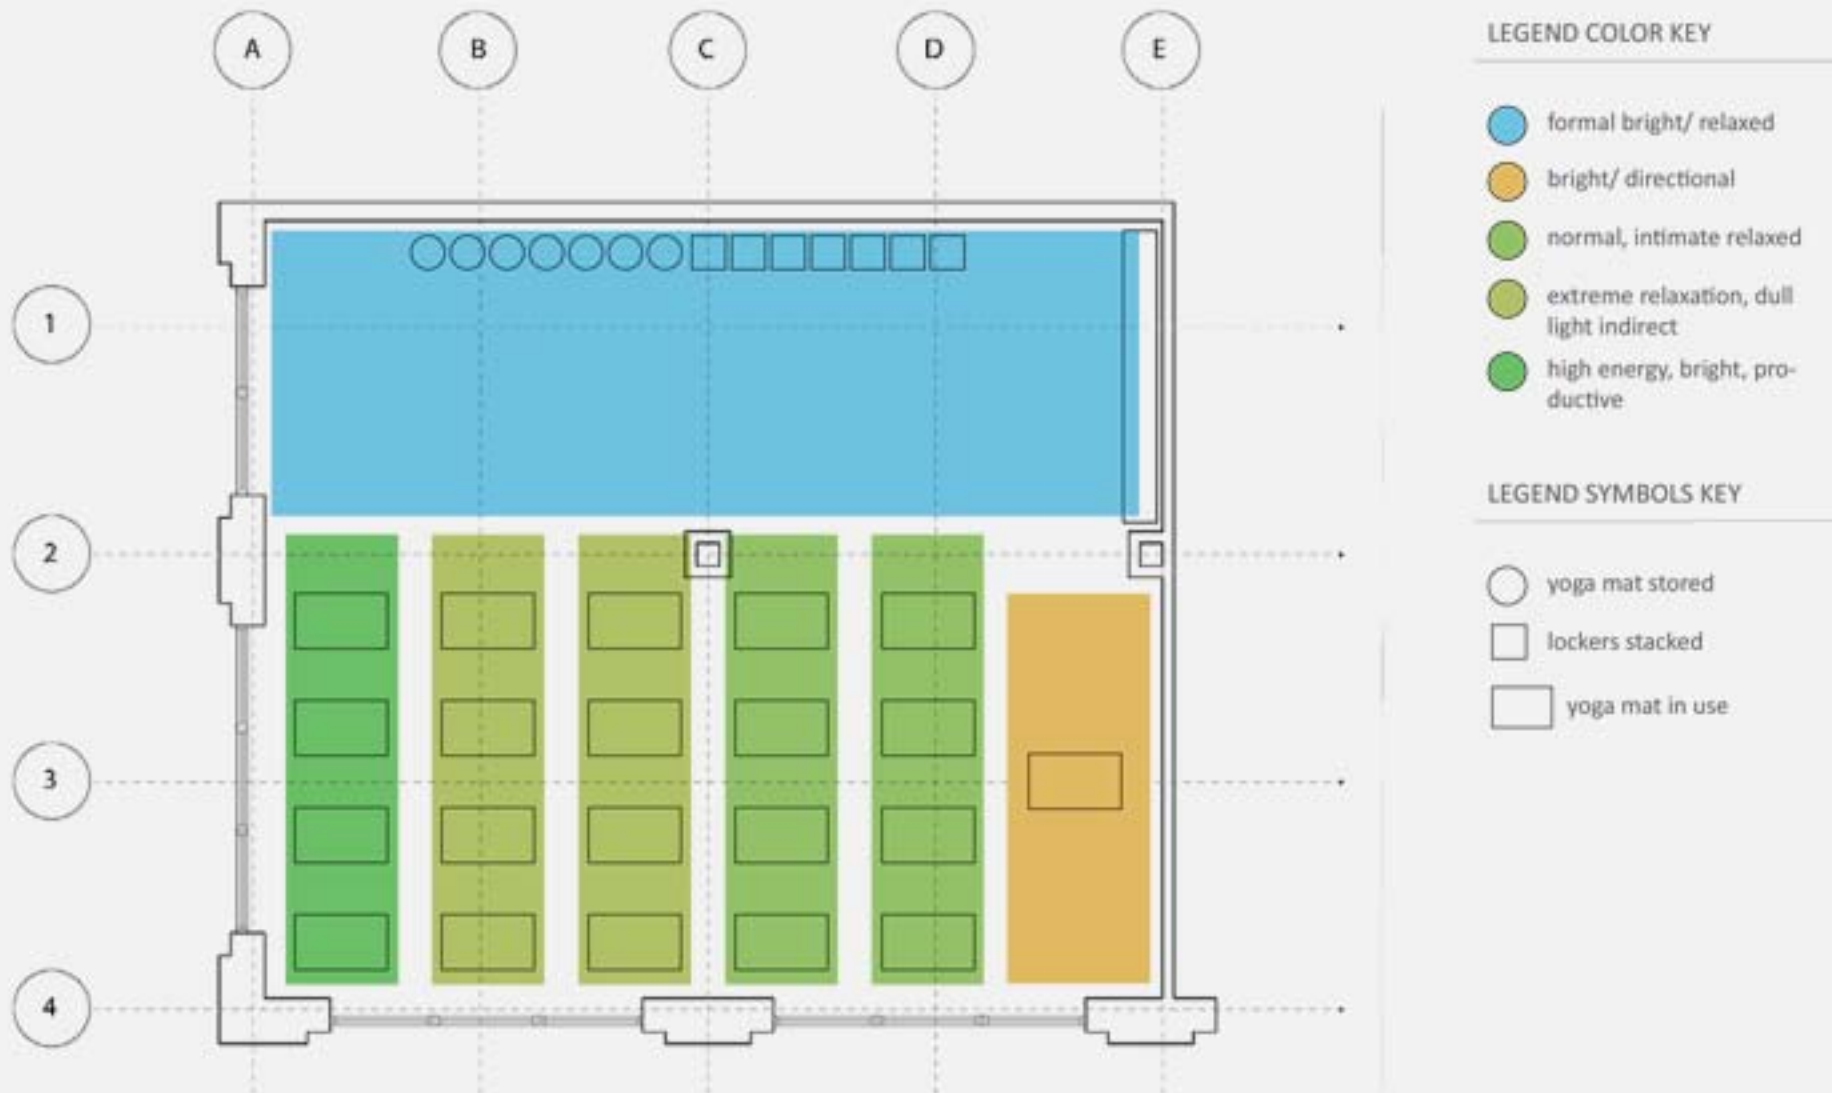 A B C D E
LEGEND COLOR KEY
formal bright/ relaxed
bright/ directional
normal, intimate relaxed
extreme relaxation, dull
light indirect
high energy, bright, pro-
ductive
LEGEND SYMBOLS KEY
yoga mat stored
lockers stacked
yoga mat in use
1
2
3
4